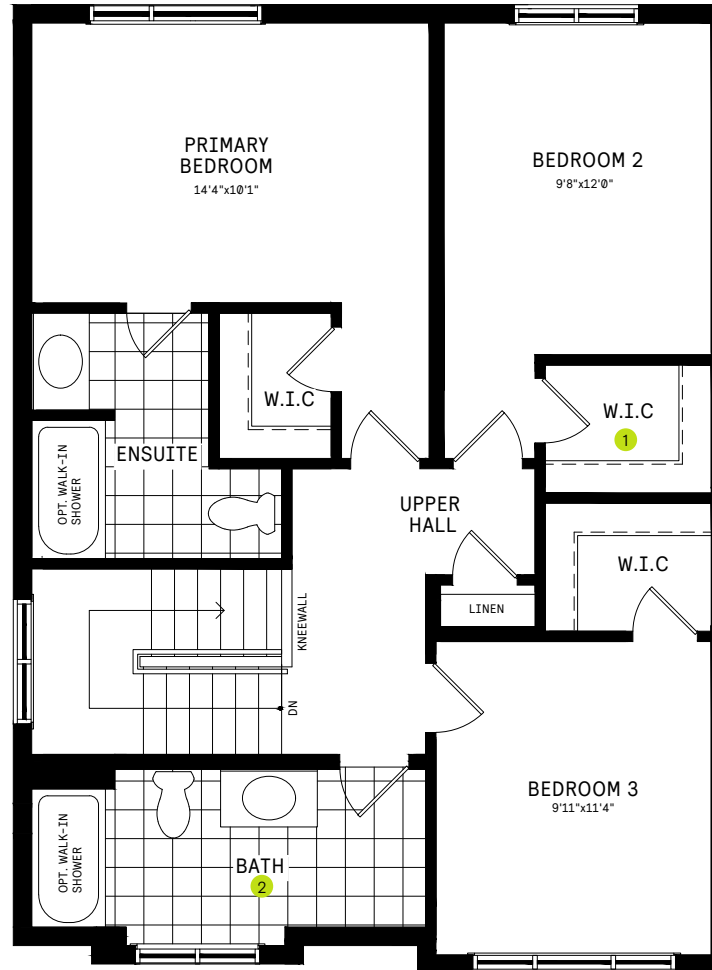 PRIMARY
BEDROOM
14'4"x10'1"
BEDROOM 2
9'8"x12'0"
W.I.C
W.I.C
1
ENSUITE
OPT. WALK-IN
SHOWER
UPPER
HALL
W.I.C
LINEN
KNEEWALL
DN
BEDROOM 3
9'11"x11'4"
OPT. WALK-IN
SHOWER
BATH
2